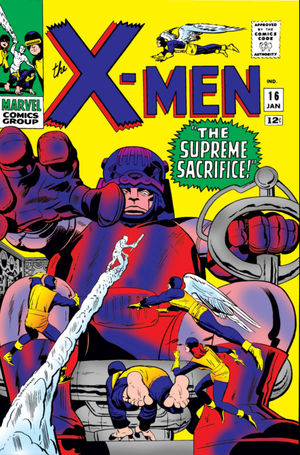 the
X-MEN
APPROVED
BY THE
COMICS
CODE
AUTHORITY
MARVEL
COMICS
GROUP
IND.
16
JAN
12¢
"THE
SUPREME
SACRIFICE!"